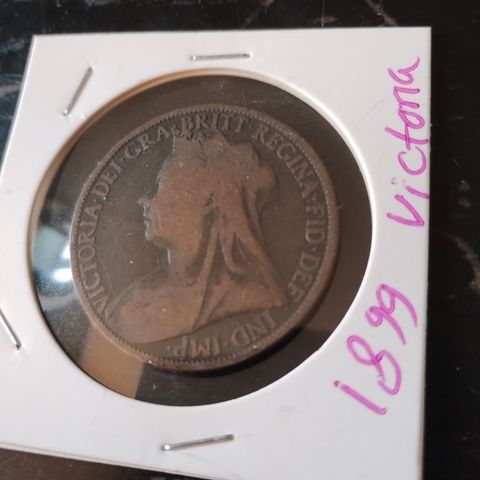 VICTORIA·DEI·GRA·BRITT·REGINA·FID·DEF·IND·IMP·
1899 Victoria